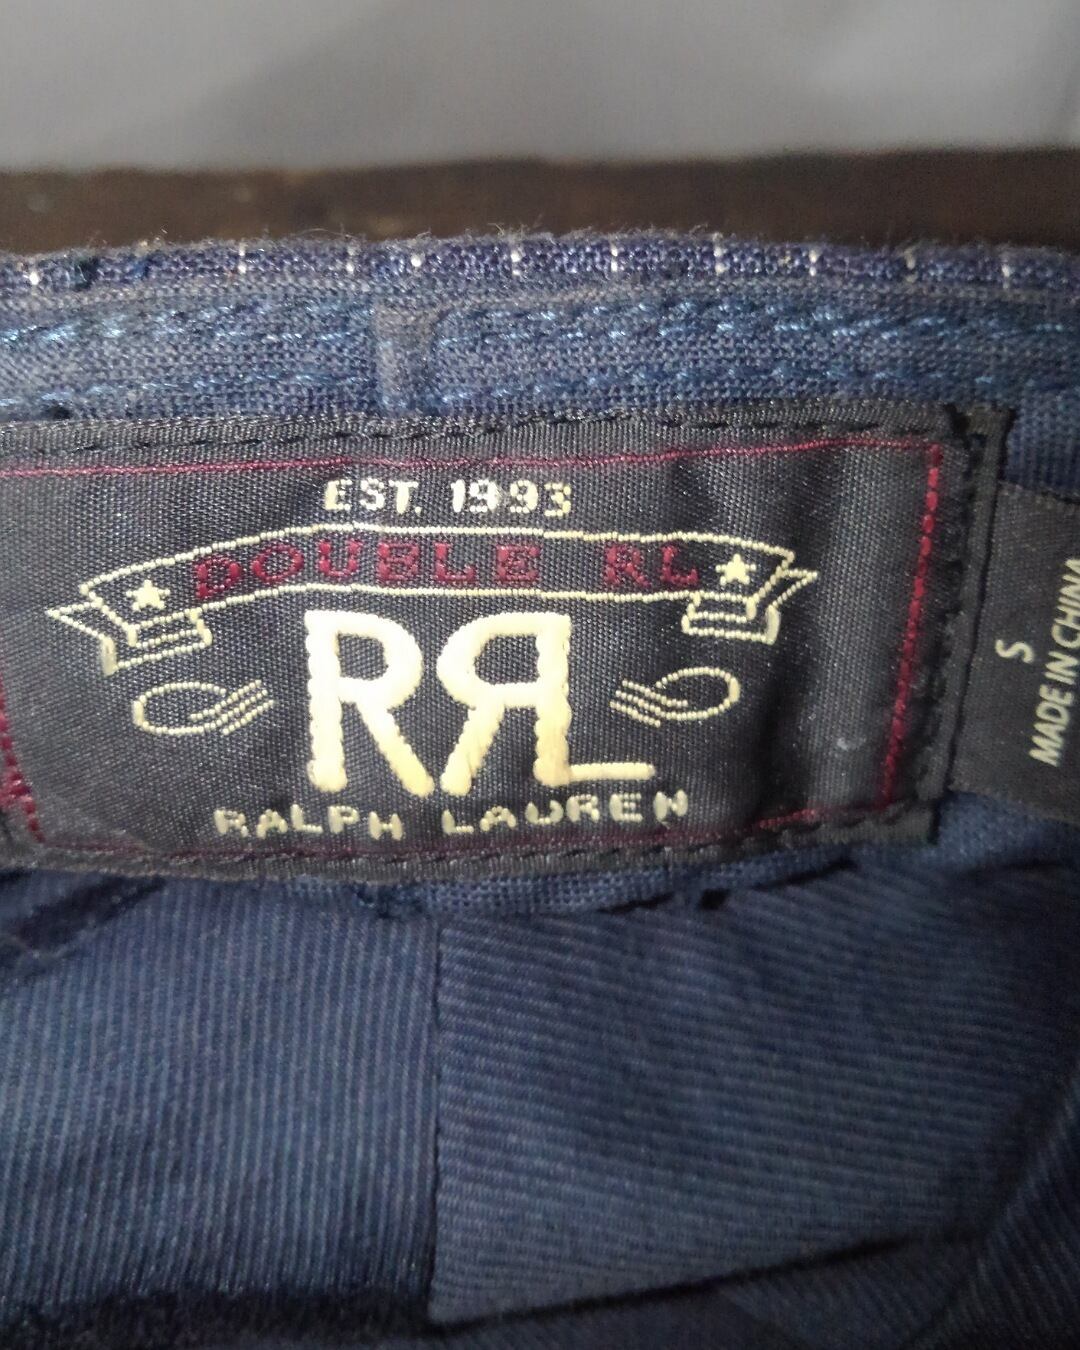 EST. 1993
DOUBLE RL
RRL
RALPH LAUREN
S
MADE IN CHINA